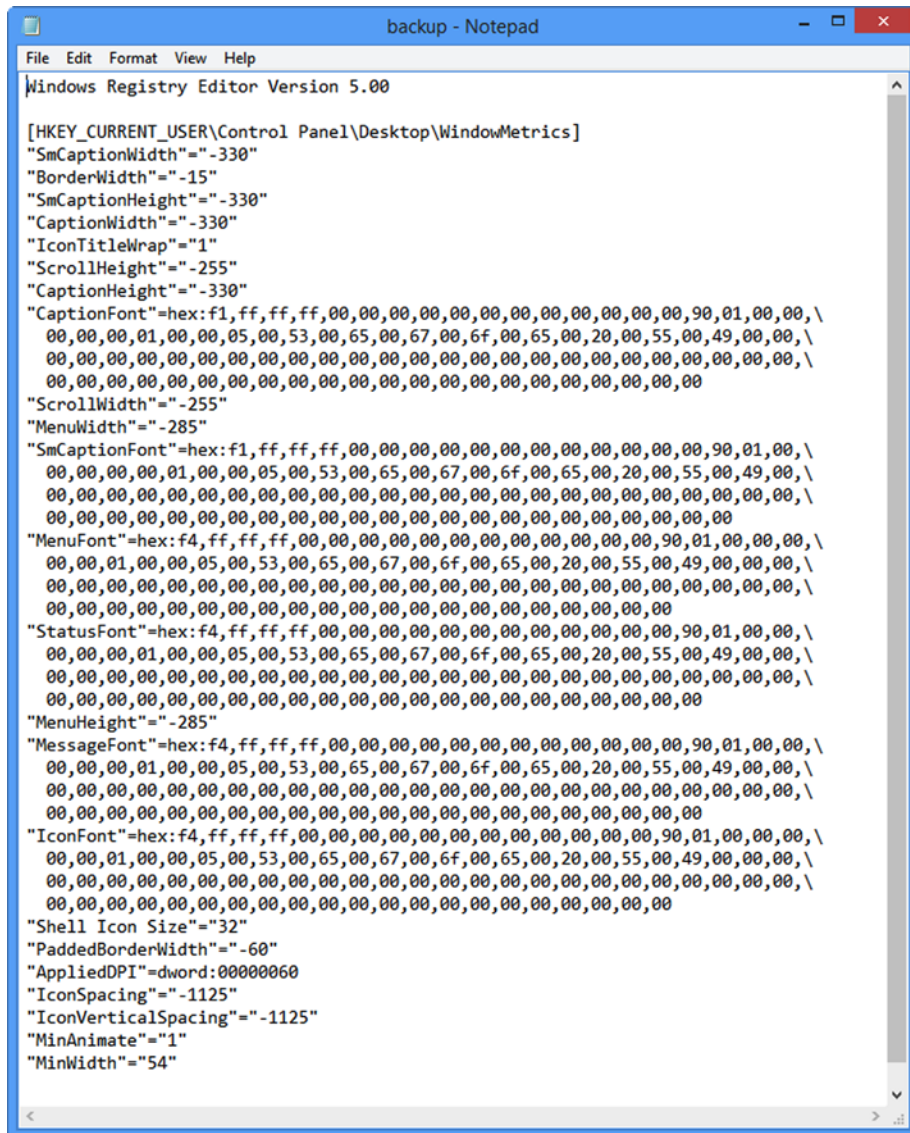 backup - Notepad
File Edit Format View Help
Windows Registry Editor Version 5.00
[HKEY_CURRENT_USER\Control Panel\Desktop\WindowMetrics]
"SmCaptionWidth"="-330"
"BorderWidth"="-15"
"SmCaptionHeight"="-330"
"CaptionWidth"="-330"
"IconTitleWrap"="1"
"ScrollHeight"="-255"
"CaptionHeight"="-330"
"CaptionFont"=hex:f1,ff,ff,ff,00,00,00,00,00,00,00,00,00,00,00,00,90,01,00,00,\
00,00,00,01,00,00,05,00,53,00,65,00,67,00,6f,00,65,00,20,00,55,00,49,00,00,\
00,00,00,00,00,00,00,00,00,00,00,00,00,00,00,00,00,00,00,00,00,00,00,00,00,\
00,00,00,00,00,00,00,00,00,00,00,00,00,00,00,00,00,00,00,00,00,00
"ScrollWidth"="-255"
"MenuWidth"="-285"
"SmCaptionFont"=hex:f1,ff,ff,ff,00,00,00,00,00,00,00,00,00,00,00,00,90,01,00,\
00,00,00,00,01,00,00,05,00,53,00,65,00,67,00,6f,00,65,00,20,00,55,00,49,00,\
00,00,00,00,00,00,00,00,00,00,00,00,00,00,00,00,00,00,00,00,00,00,00,00,00,\
00,00,00,00,00,00,00,00,00,00,00,00,00,00,00,00,00,00,00,00,00,00,00
"MenuFont"=hex:f4,ff,ff,ff,00,00,00,00,00,00,00,00,00,00,00,00,90,01,00,00,00,\
00,00,01,00,00,05,00,53,00,65,00,67,00,6f,00,65,00,20,00,55,00,49,00,00,00,\
00,00,00,00,00,00,00,00,00,00,00,00,00,00,00,00,00,00,00,00,00,00,00,00,00,\
00,00,00,00,00,00,00,00,00,00,00,00,00,00,00,00,00,00,00,00,00
"StatusFont"=hex:f4,ff,ff,ff,00,00,00,00,00,00,00,00,00,00,00,00,90,01,00,00,\
00,00,00,01,00,00,05,00,53,00,65,00,67,00,6f,00,65,00,20,00,55,00,49,00,00,\
00,00,00,00,00,00,00,00,00,00,00,00,00,00,00,00,00,00,00,00,00,00,00,00,00,\
00,00,00,00,00,00,00,00,00,00,00,00,00,00,00,00,00,00,00,00,00,00
"MenuHeight"="-285"
"MessageFont"=hex:f4,ff,ff,ff,00,00,00,00,00,00,00,00,00,00,00,00,90,01,00,00,\
00,00,00,01,00,00,05,00,53,00,65,00,67,00,6f,00,65,00,20,00,55,00,49,00,00,\
00,00,00,00,00,00,00,00,00,00,00,00,00,00,00,00,00,00,00,00,00,00,00,00,00,\
00,00,00,00,00,00,00,00,00,00,00,00,00,00,00,00,00,00,00,00,00,00
"IconFont"=hex:f4,ff,ff,ff,00,00,00,00,00,00,00,00,00,00,00,00,90,01,00,00,00,\
00,00,01,00,00,05,00,53,00,65,00,67,00,6f,00,65,00,20,00,55,00,49,00,00,00,\
00,00,00,00,00,00,00,00,00,00,00,00,00,00,00,00,00,00,00,00,00,00,00,00,00,\
00,00,00,00,00,00,00,00,00,00,00,00,00,00,00,00,00,00,00,00,00
"Shell Icon Size"="32"
"PaddedBorderWidth"="-60"
"AppliedDPI"=dword:00000060
"IconSpacing"="-1125"
"IconVerticalSpacing"="-1125"
"MinAnimate"="1"
"MinWidth"="54"